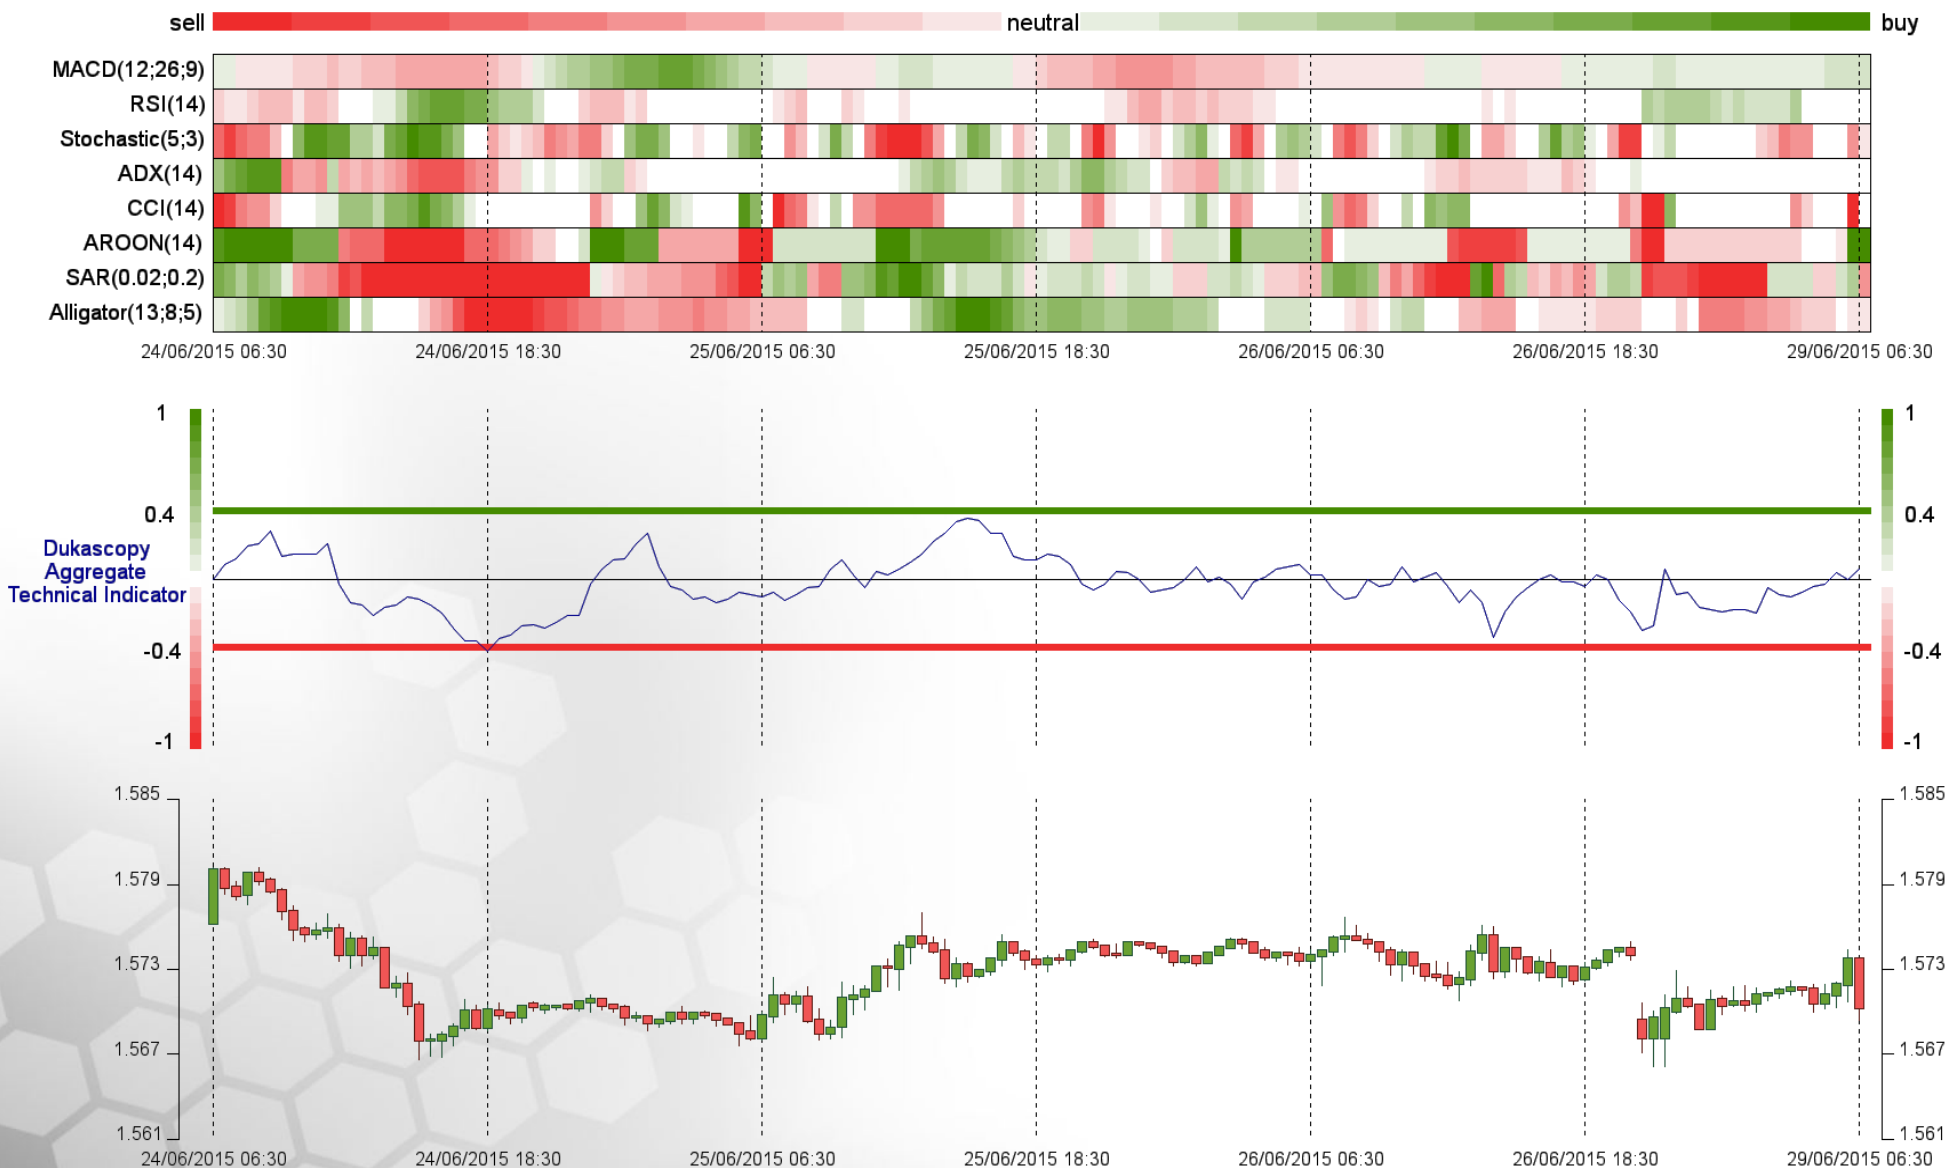 sell neutral buy
MACD(12;26;9)
RSI(14)
Stochastic(5;3)
ADX(14)
CCI(14)
AROON(14)
SAR(0.02;0.2)
Alligator(13;8;5)
24/06/2015 06:30 24/06/2015 18:30 25/06/2015 06:30 25/06/2015 18:30 26/06/2015 06:30 26/06/2015 18:30 29/06/2015 06:30
1 1
0.4 0.4
Dukascopy
Aggregate
Technical Indicator
-0.4 -0.4
-1 -1
1.585 1.585
1.579 1.579
1.573 1.573
1.567 1.567
1.561 1.561
24/06/2015 06:30 24/06/2015 18:30 25/06/2015 06:30 25/06/2015 18:30 26/06/2015 06:30 26/06/2015 18:30 29/06/2015 06:30